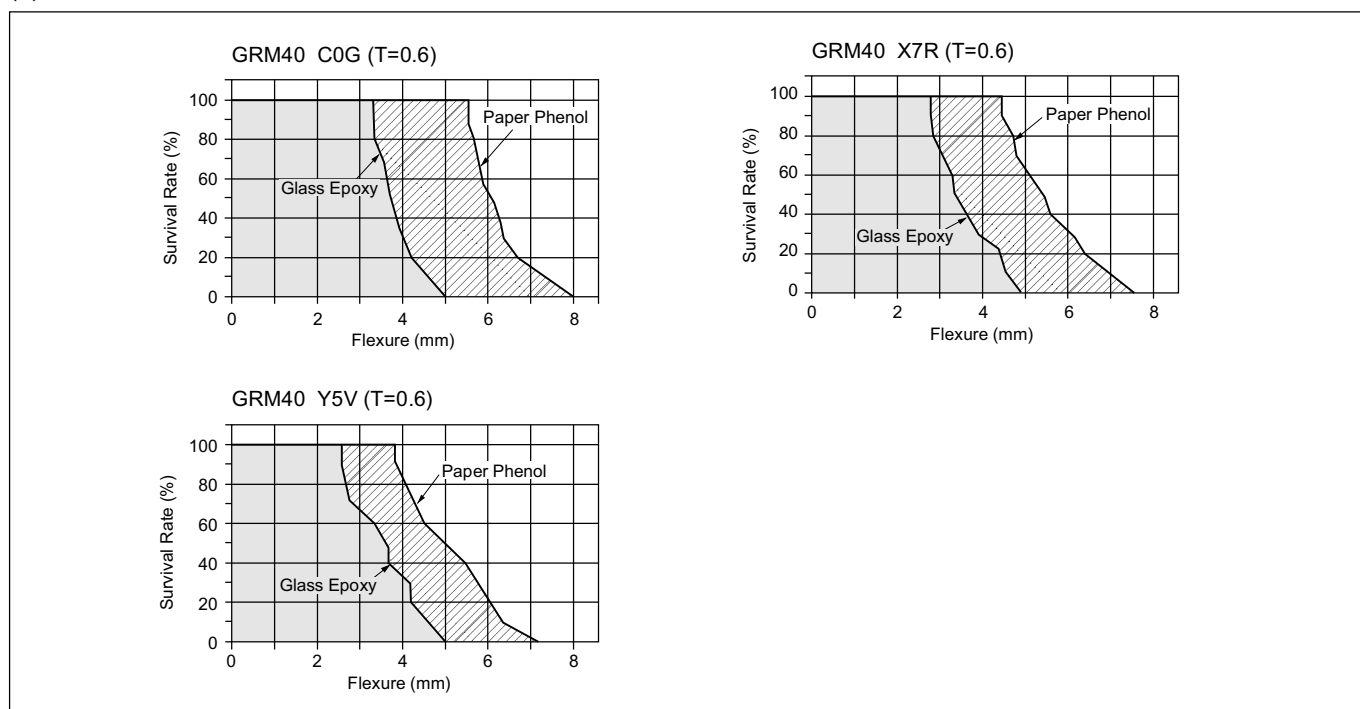 GRM40 C0G (T=0.6)
Survival Rate (%)
100
80
60
40
20
0
Paper Phenol
Glass Epoxy
0 2 4 6 8
Flexure (mm)
GRM40 X7R (T=0.6)
Survival Rate (%)
100
80
60
40
20
0
Paper Phenol
Glass Epoxy
0 2 4 6 8
Flexure (mm)
GRM40 Y5V (T=0.6)
Survival Rate (%)
100
80
60
40
20
0
Paper Phenol
Glass Epoxy
0 2 4 6 8
Flexure (mm)